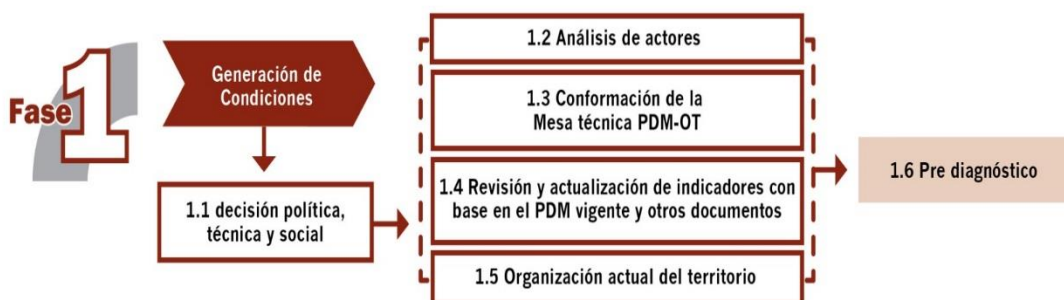 Fase 1
Generación de
Condiciones
1.1 decisión política,
técnica y social
1.2 Análisis de actores
1.3 Conformación de la
Mesa técnica PDM-OT
1.4 Revisión y actualización de indicadores con
base en el PDM vigente y otros documentos
1.5 Organización actual del territorio
1.6 Pre diagnóstico